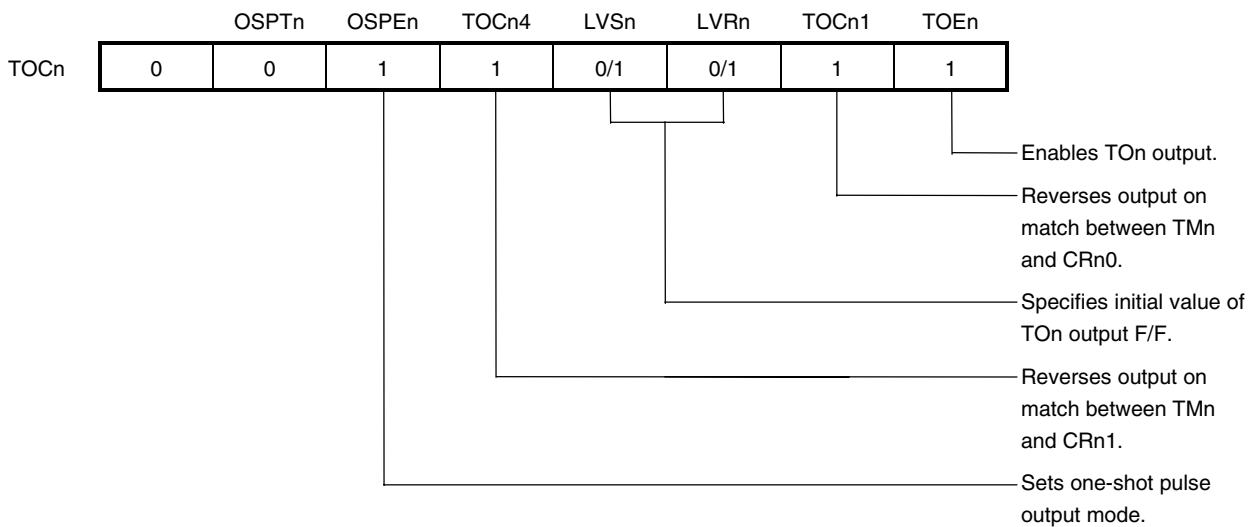 OSPTn OSPEn TOCn4 LVSn LVRn TOCn1 TOEn
TOCn 0 0 1 1 0/1 0/1 1 1
Enables TOn output.
Reverses output on
match between TMn
and CRn0.
Specifies initial value of
TOn output F/F.
Reverses output on
match between TMn
and CRn1.
Sets one-shot pulse
output mode.